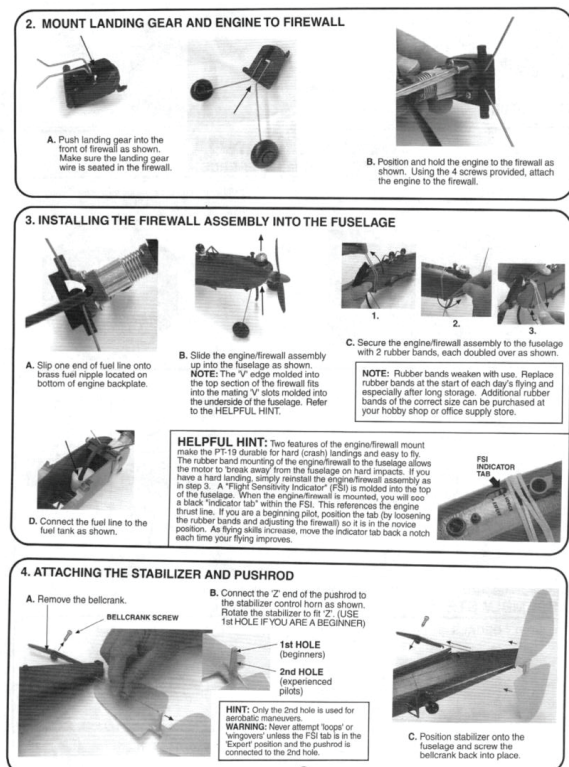 2. MOUNT LANDING GEAR AND ENGINE TO FIREWALL
A. Push landing gear into the
front of firewall as shown.
Make sure the landing gear
wire is seated in the firewall.
B. Position and hold the engine to the firewall as
shown. Using the 4 screws provided, attach
the engine to the firewall.
3. INSTALLING THE FIREWALL ASSEMBLY INTO THE FUSELAGE
A. Slip one end of fuel line onto
brass fuel nipple located on
bottom of engine backplate.
B. Slide the engine/firewall assembly
up into the fuselage as shown.
NOTE: The 'V' edge molded into
the top section of the firewall fits
into the mating 'V' slots molded into
the underside of the fuselage. Refer
to the HELPFUL HINT.
1.
2.
3.
C. Secure the engine/firewall assembly to the fuselage
with 2 rubber bands, each doubled over as shown.
NOTE: Rubber bands weaken with use. Replace
rubber bands at the start of each day's flying and
especially after long storage. Additional rubber
bands of the correct size can be purchased at
your hobby shop or office supply store.
D. Connect the fuel line to the
fuel tank as shown.
HELPFUL HINT: Two features of the engine/firewall mount
make the PT-19 durable for hard (crash) landings and easy to fly.
The rubber band mounting of the engine/firewall to the fuselage allows
the motor to 'break away' from the fuselage on hard impacts. If you
have a hard landing, simply reinstall the engine/firewall assembly as
in step 3. A "Flight Sensitivity Indicator" (FSI) is molded into the top
of the fuselage. When the engine/firewall is mounted, you will see
a black "indicator tab" within the FSI. This references the engine
thrust line. If you are a beginning pilot, position the tab (by loosening
the rubber bands and adjusting the firewall) so it is in the novice
position. As flying skills increase, move the indicator tab back a notch
each time your flying improves.
FSI
INDICATOR
TAB
4. ATTACHING THE STABILIZER AND PUSHROD
A. Remove the bellcrank.
BELLCRANK SCREW
B. Connect the 'Z' end of the pushrod to
the stabilizer control horn as shown.
Rotate the stabilizer to fit 'Z'. (USE
1st HOLE IF YOU ARE A BEGINNER)
1st HOLE
(beginners)
2nd HOLE
(experienced
pilots)
HINT: Only the 2nd hole is used for
aerobatic maneuvers.
WARNING: Never attempt 'loops' or
'wingovers' unless the FSI tab is in the
'Expert' position and the pushrod is
connected to the 2nd hole.
C. Position stabilizer onto the
fuselage and screw the
bellcrank back into place.